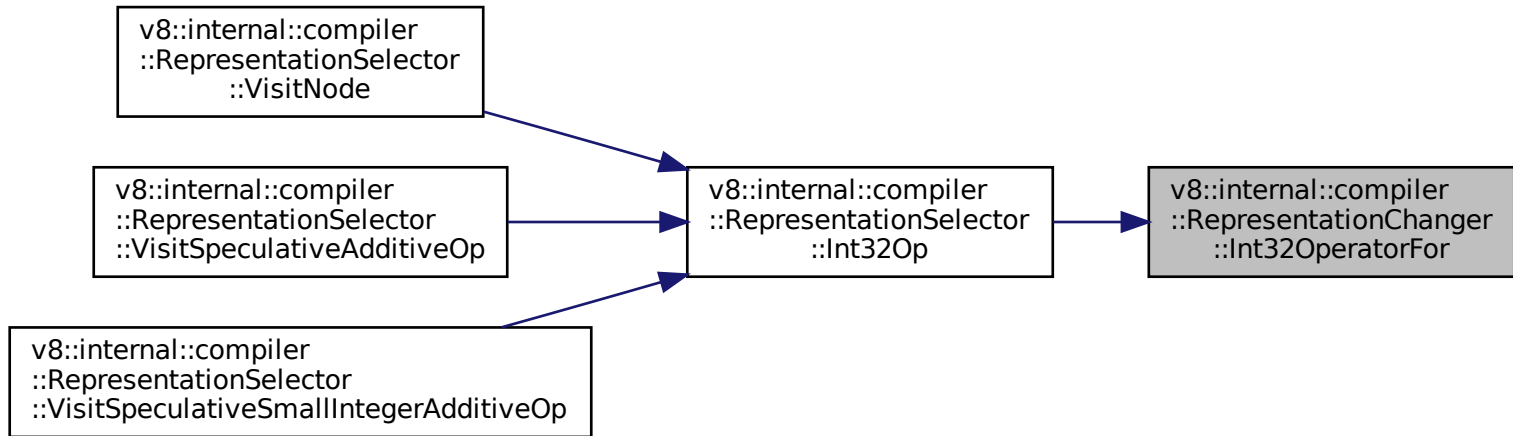 v8::internal::compiler
::RepresentationSelector
::VisitNode
v8::internal::compiler
::RepresentationSelector
::VisitSpeculativeAdditiveOp
v8::internal::compiler
::RepresentationSelector
::VisitSpeculativeSmallIntegerAdditiveOp
v8::internal::compiler
::RepresentationSelector
::Int32Op
v8::internal::compiler
::RepresentationChanger
::Int32OperatorFor